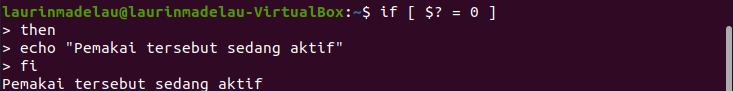 laurinmadelau@laurinmadelau-VirtualBox:~$ if [ $? = 0 ]
> then
> echo "Pemakai tersebut sedang aktif"
> fi
Pemakai tersebut sedang aktif